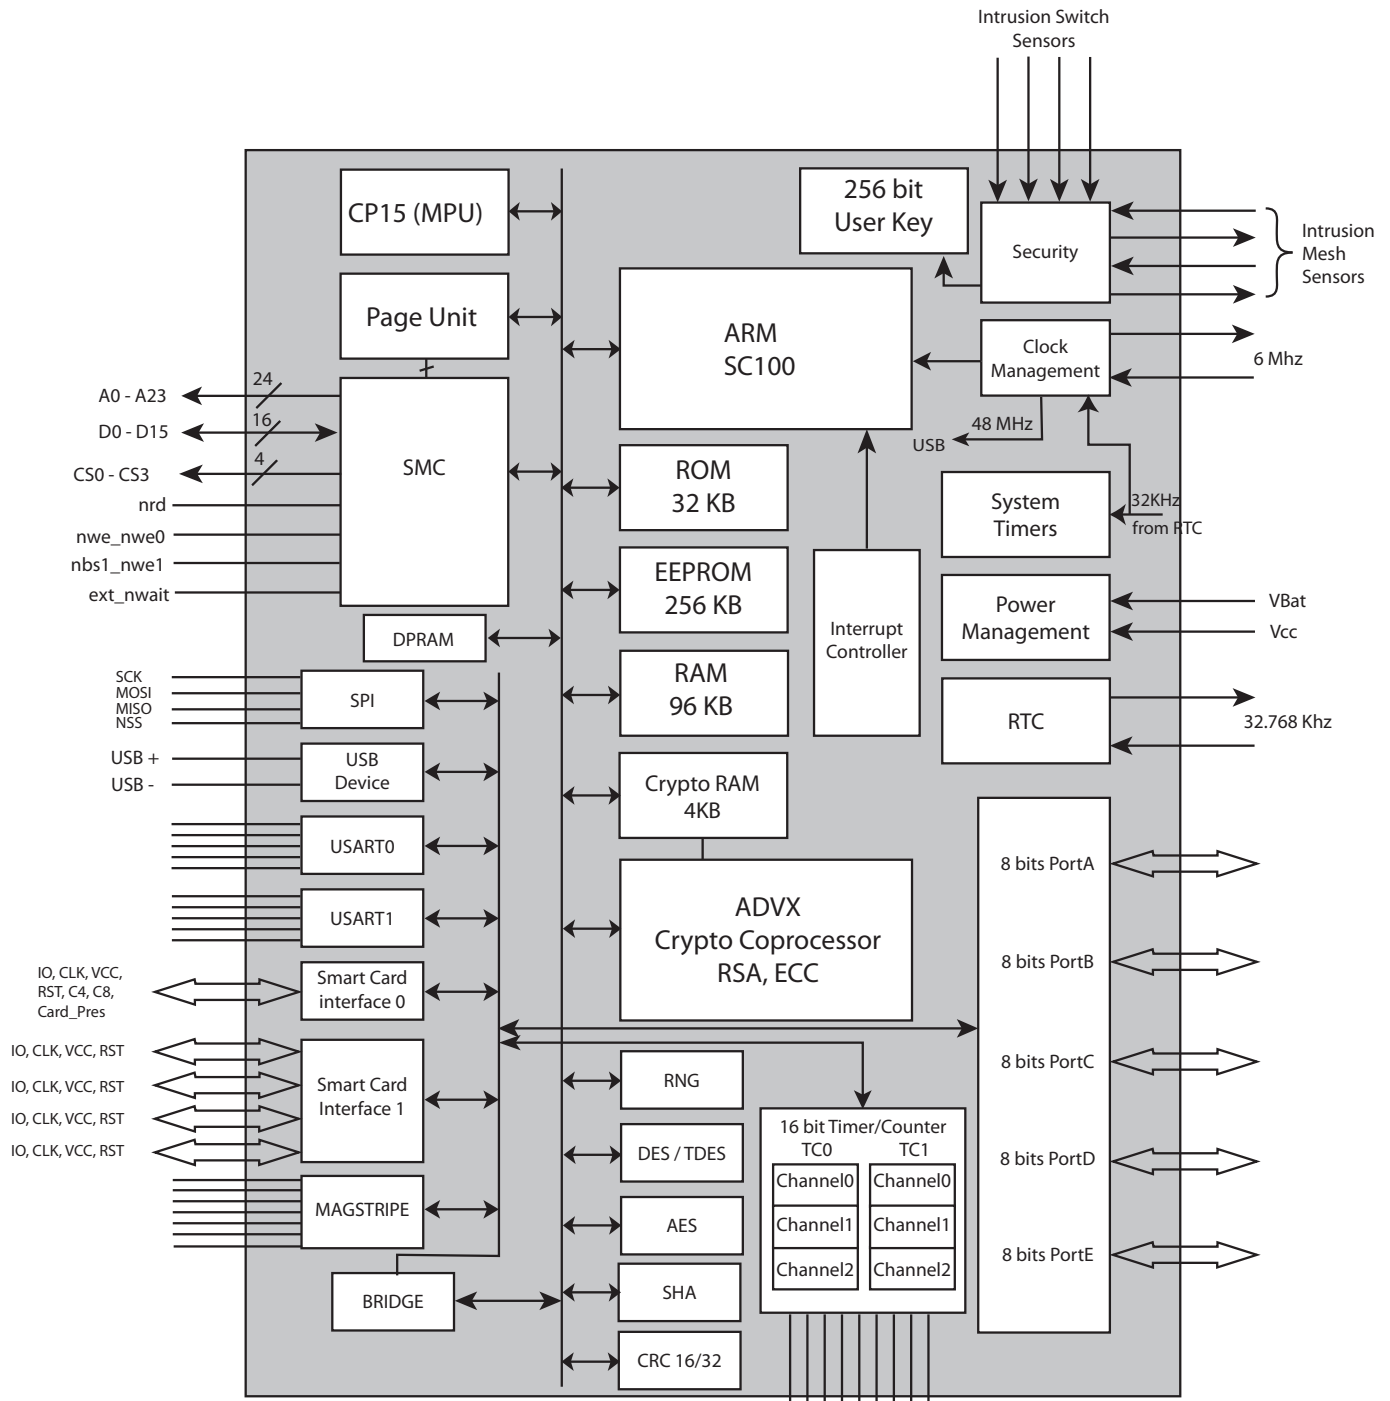 Intrusion Switch
Sensors
CP15 (MPU)
256 bit
User Key
Security
Intrusion
Mesh
Sensors
Page Unit
ARM
SC100
Clock
Management
6 Mhz
A0 - A23
24
D0 - D15
16
CS0 - CS3
4
nrd
nwe_nwe0
nbs1_nwe1
ext_nwait
SMC
48 MHz
USB
ROM
32 KB
System
Timers
32KHz
from RTC
EEPROM
256 KB
Interrupt
Controller
Power
Management
VBat
Vcc
DPRAM
RAM
96 KB
RTC
32.768 Khz
SCK
MOSI
MISO
NSS
SPI
USB +
USB -
USB
Device
Crypto RAM
4KB
USART0
USART1
ADVX
Crypto Coprocessor
RSA, ECC
8 bits PortA
8 bits PortB
8 bits PortC
8 bits PortD
8 bits PortE
IO, CLK, VCC,
RST, C4, C8,
Card_Pres
Smart Card
interface 0
IO, CLK, VCC, RST
IO, CLK, VCC, RST
IO, CLK, VCC, RST
IO, CLK, VCC, RST
Smart Card
Interface 1
MAGSTRIPE
BRIDGE
RNG
DES / TDES
AES
SHA
CRC 16/32
16 bit Timer/Counter
TC0 TC1
Channel0 Channel0
Channel1 Channel1
Channel2 Channel2